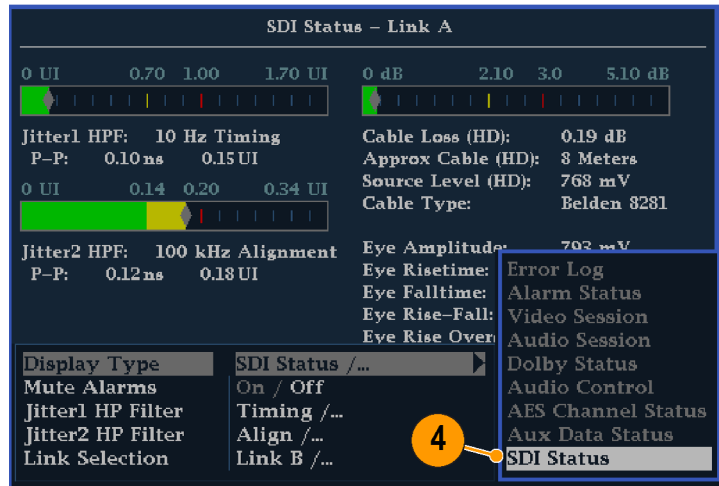 SDI Status – Link A
0 UI 0.70 1.00 1.70 UI
Jitter1 HPF: 10 Hz Timing
P–P: 0.10 ns 0.15 UI
0 UI 0.14 0.20 0.34 UI
Jitter2 HPF: 100 kHz Alignment
P–P: 0.12 ns 0.18 UI
0 dB 2.10 3.0 5.10 dB
Cable Loss (HD): 0.19 dB
Approx Cable (HD): 8 Meters
Source Level (HD): 768 mV
Cable Type: Belden 8281
Eye Amplitude: 793 mV
Eye Risetime:
Eye Falltime:
Eye Rise–Fall:
Eye Rise
Display Type SDI Status /...
Mute Alarms On / Off
Jitter1 HP Filter Timing /...
Jitter2 HP Filter Align /...
Link Selection Link B /...
Error Log
Alarm Status
Video Session
Audio Session
Dolby Status
Audio Control
AES Channel Status
Aux Data Status
SDI Status
4